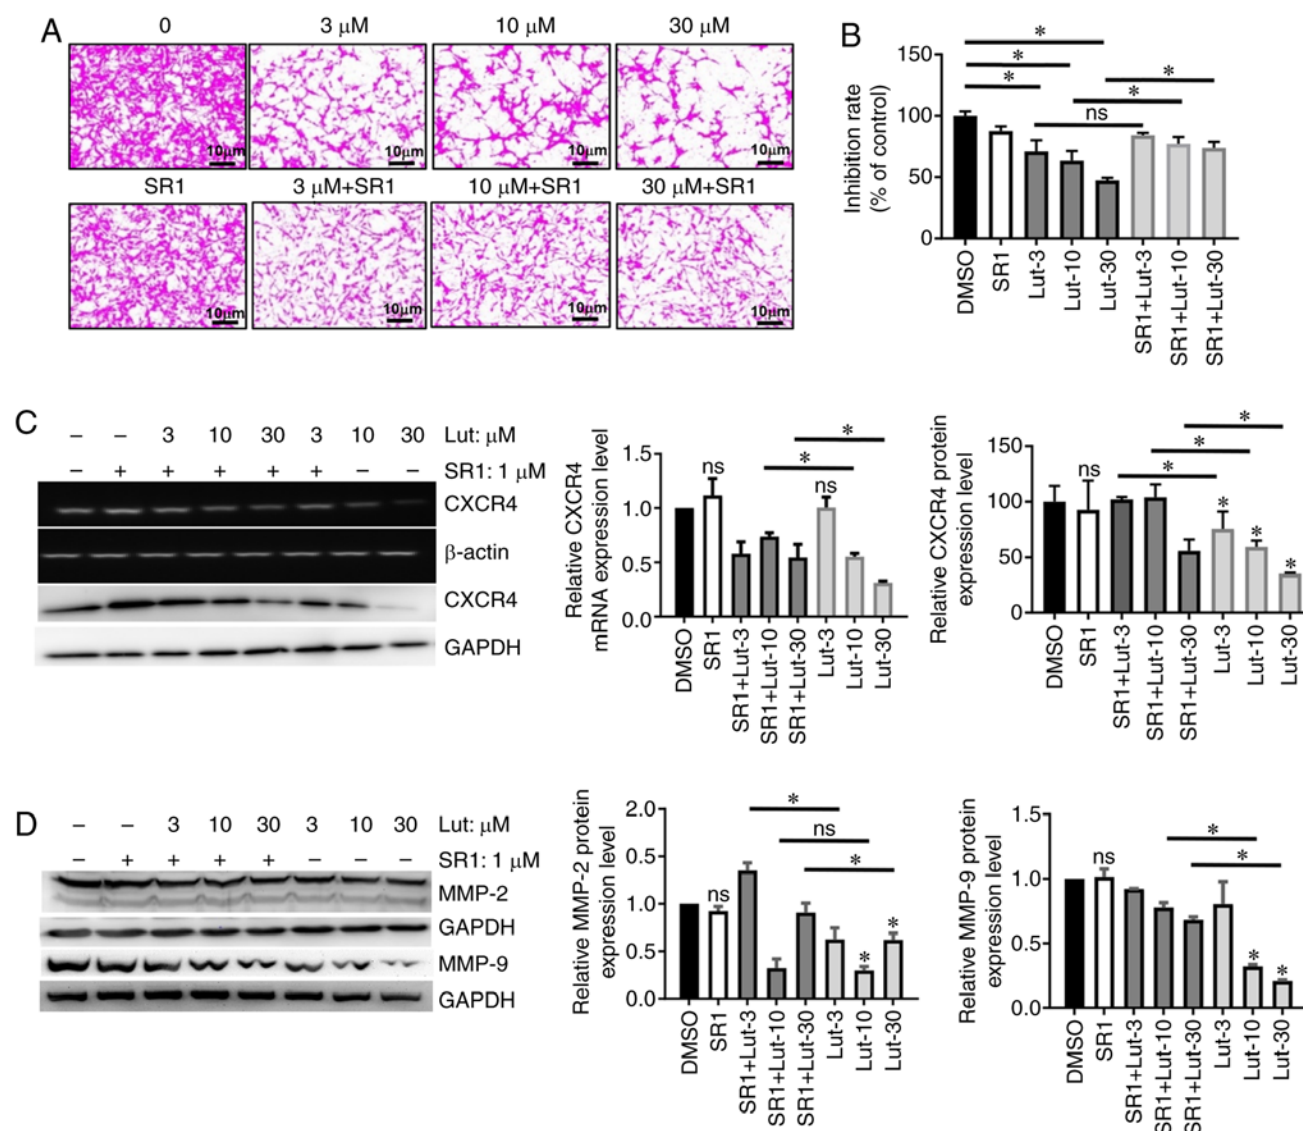 A
0 3 μM 10 μM 30 μM
10μm 10μm 10μm 10μm
SR1 3 μM+SR1 10 μM+SR1 30 μM+SR1
10μm 10μm 10μm 10μm
B
Inhibition rate
(% of control)
150
100
50
0
*
*
*
*
*
ns
DMSO
SR1
Lut-3
Lut-10
Lut-30
SR1+Lut-3
SR1+Lut-10
SR1+Lut-30
C
– – 3 10 30 3 10 30 Lut: μM
– + + + + + – – SR1: 1 μM
CXCR4
β-actin
CXCR4
GAPDH
Relative CXCR4
mRNA expression level
1.5
1.0
0.5
0.0
ns
*
*
ns
DMSO
SR1
SR1+Lut-3
SR1+Lut-10
SR1+Lut-30
Lut-3
Lut-10
Lut-30
Relative CXCR4 protein
expression level
150
100
50
0
ns
*
*
*
*
*
*
DMSO
SR1
SR1+Lut-3
SR1+Lut-10
SR1+Lut-30
Lut-3
Lut-10
Lut-30
D
– – 3 10 30 3 10 30 Lut: μM
– + + + + – – – SR1: 1 μM
MMP-2
GAPDH
MMP-9
GAPDH
Relative MMP-2 protein
expression level
2.0
0.5
1.0
0.5
0.0
*
ns
*
ns
*
*
DMSO
SR1
SR1+Lut-3
SR1+Lut-10
SR1+Lut-30
Lut-3
Lut-10
Lut-30
Relative MMP-9 protein
expression level
1.5
1.0
0.5
0.0
*
*
ns
*
*
DMSO
SR1
SR1+Lut-3
SR1+Lut-10
SR1+Lut-30
Lut-3
Lut-10
Lut-30